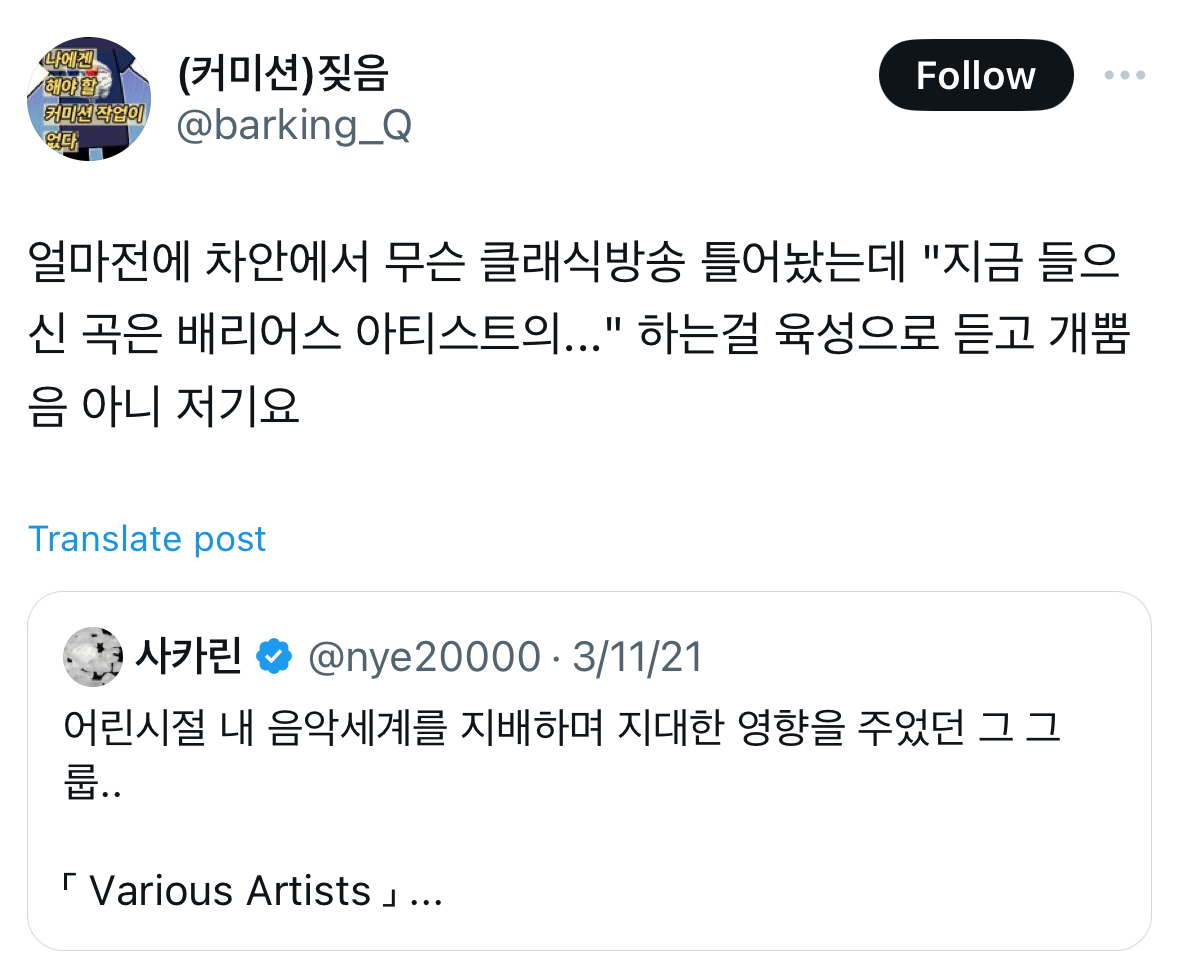 나에겐
해야 할
커미션 작업이
없다
(커미션)짖음
@barking_Q
Follow
얼마전에 차안에서 무슨 클래식방송 틀어놨는데 "지금 들으
신 곡은 배리어스 아티스트의..." 하는걸 육성으로 듣고 개뿜
음 아니 저기요
Translate post
사카린 @nye20000 · 3/11/21
어린시절 내 음악세계를 지배하며 지대한 영향을 주었던 그 그
룹..
「 Various Artists 」...